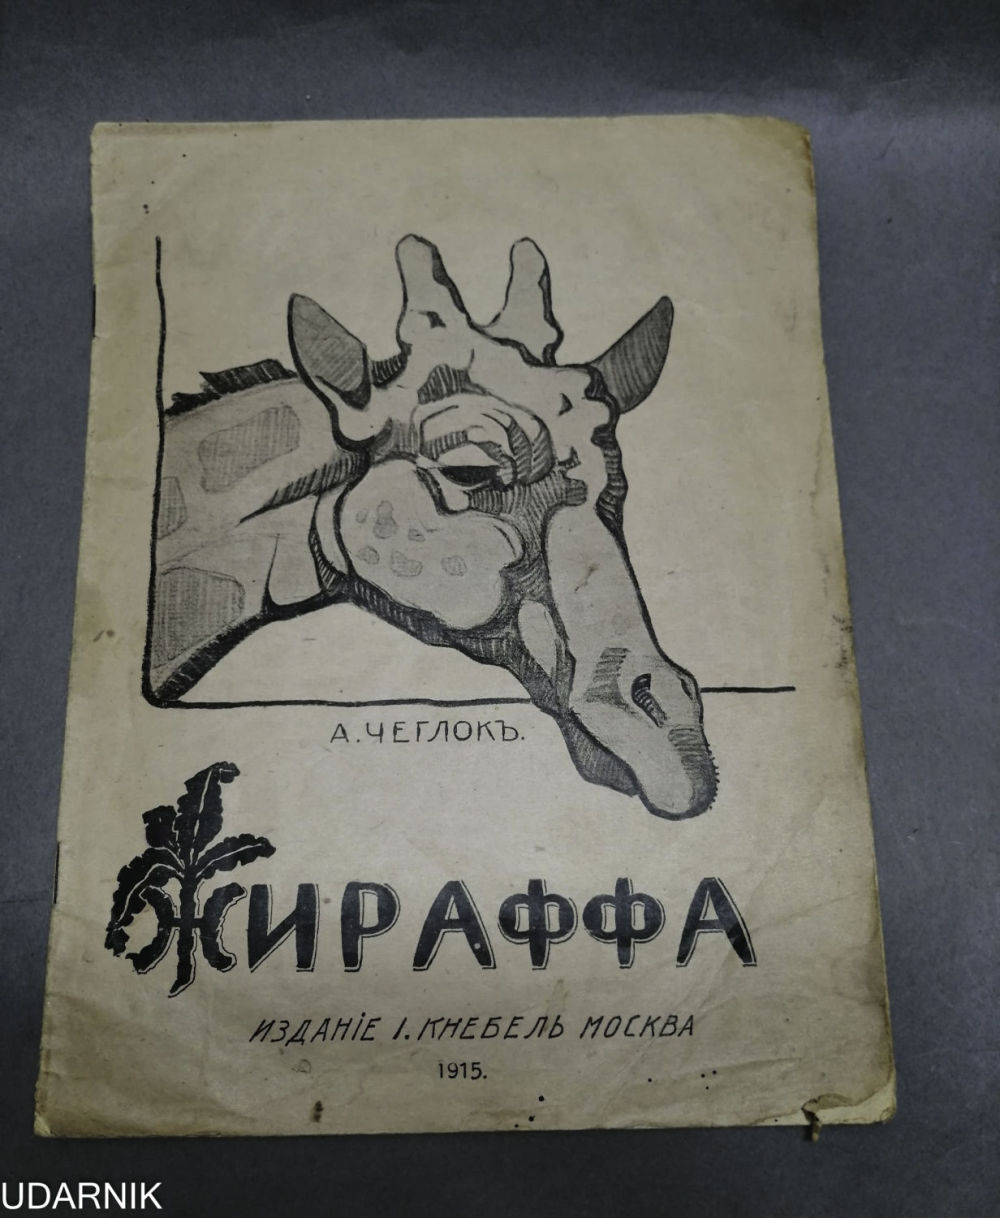 А. ЧЕГЛОКЪ.
ЖИРАФФА
ИЗДАНІЕ І. КНЕБЕЛЬ МОСКВА
1915.
UDARNIK